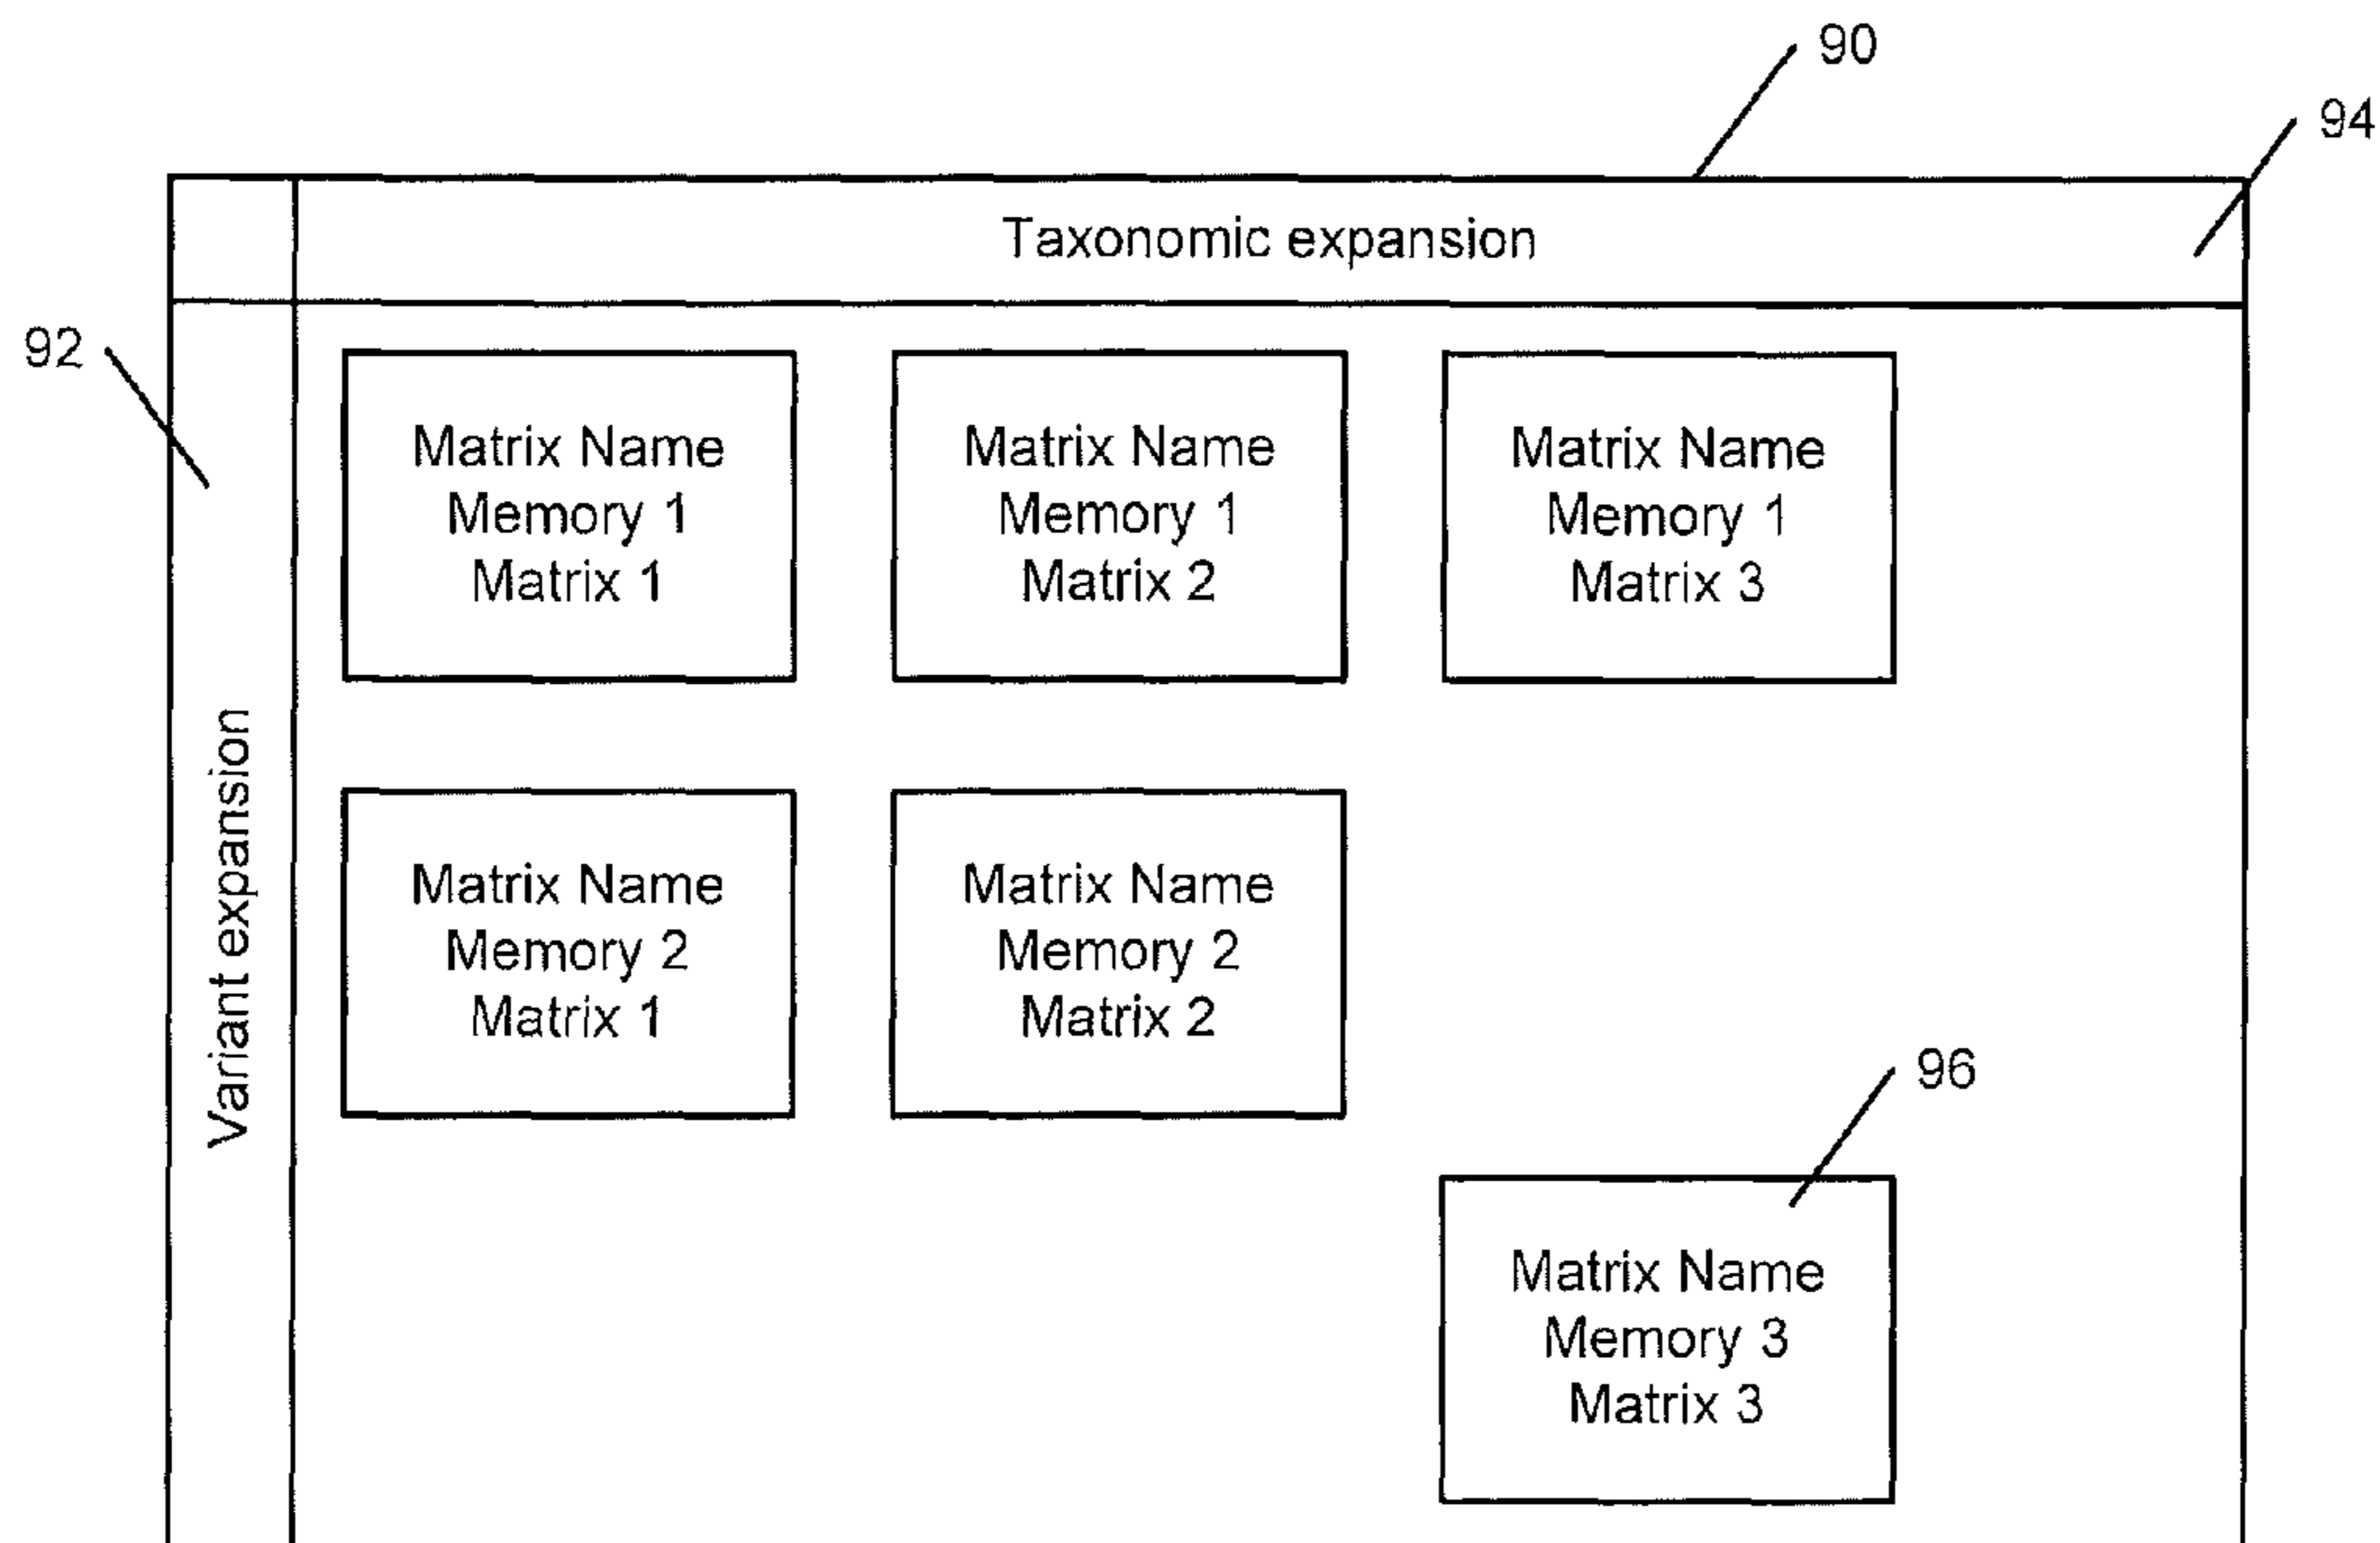 90
94
Taxonomic expansion
92
Matrix Name
Memory 1
Matrix 1
Matrix Name
Memory 1
Matrix 2
Matrix Name
Memory 1
Matrix 3
Variant expansion
Matrix Name
Memory 2
Matrix 1
Matrix Name
Memory 2
Matrix 2
96
Matrix Name
Memory 3
Matrix 3